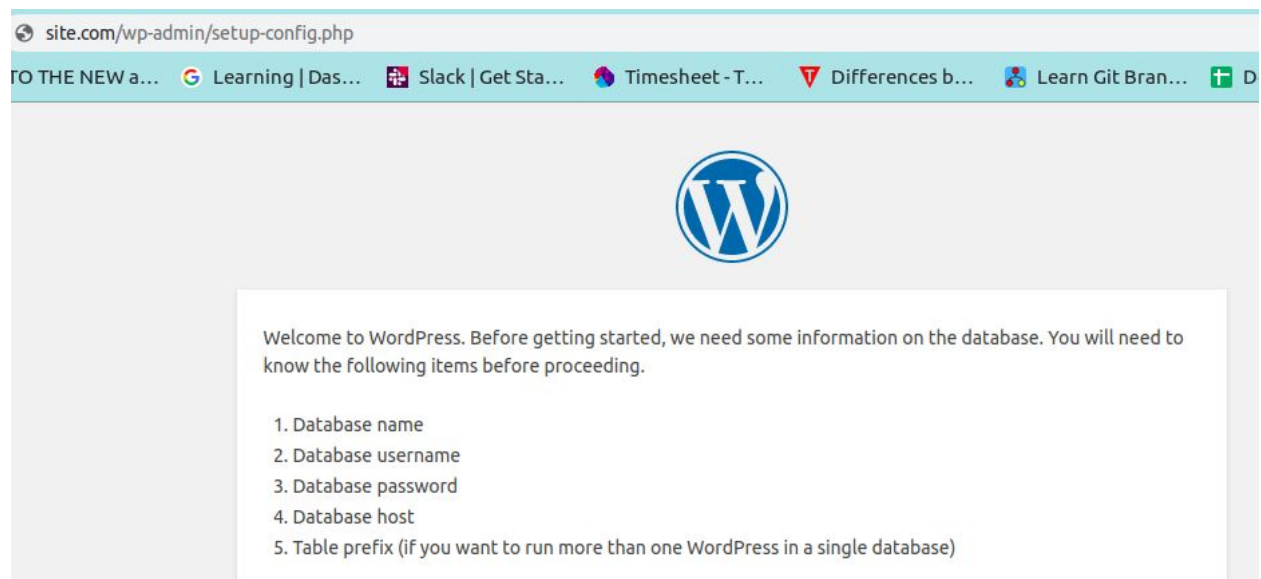 site.com/wp-admin/setup-config.php
TO THE NEW a... Learning | Das... Slack | Get Sta... Timesheet - T... Differences b... Learn Git Bran... D
Welcome to WordPress. Before getting started, we need some information on the database. You will need to
know the following items before proceeding.
1. Database name
2. Database username
3. Database password
4. Database host
5. Table prefix (if you want to run more than one WordPress in a single database)